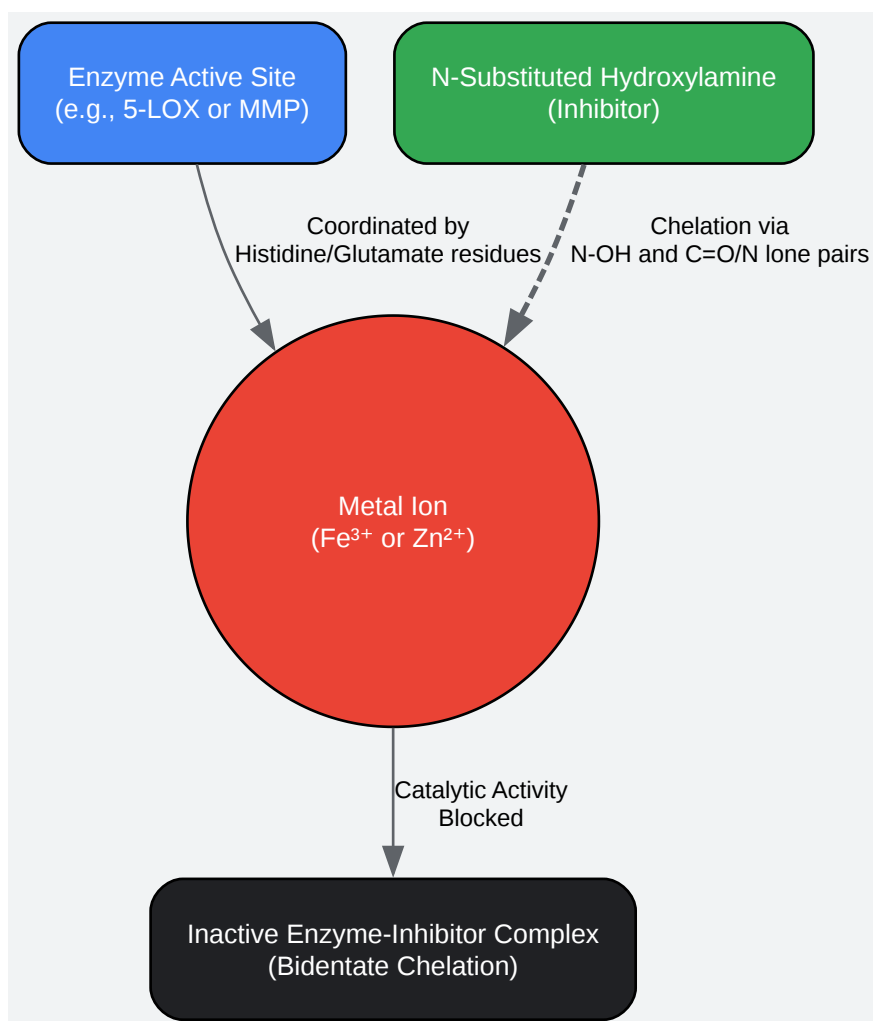 Enzyme Active Site
(e.g., 5-LOX or MMP)
N-Substituted Hydroxylamine
(Inhibitor)
Coordinated by
Histidine/Glutamate residues
Chelation via
N-OH and C=O/N lone pairs
Metal Ion
(Fe³⁺ or Zn²⁺)
Catalytic Activity
Blocked
Inactive Enzyme-Inhibitor Complex
(Bidentate Chelation)